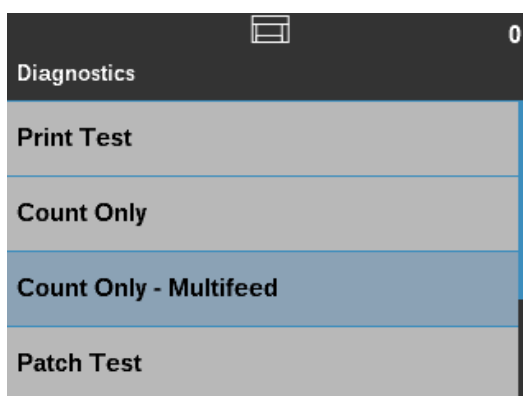 0
Diagnostics
Print Test
Count Only
Count Only - Multifeed
Patch Test